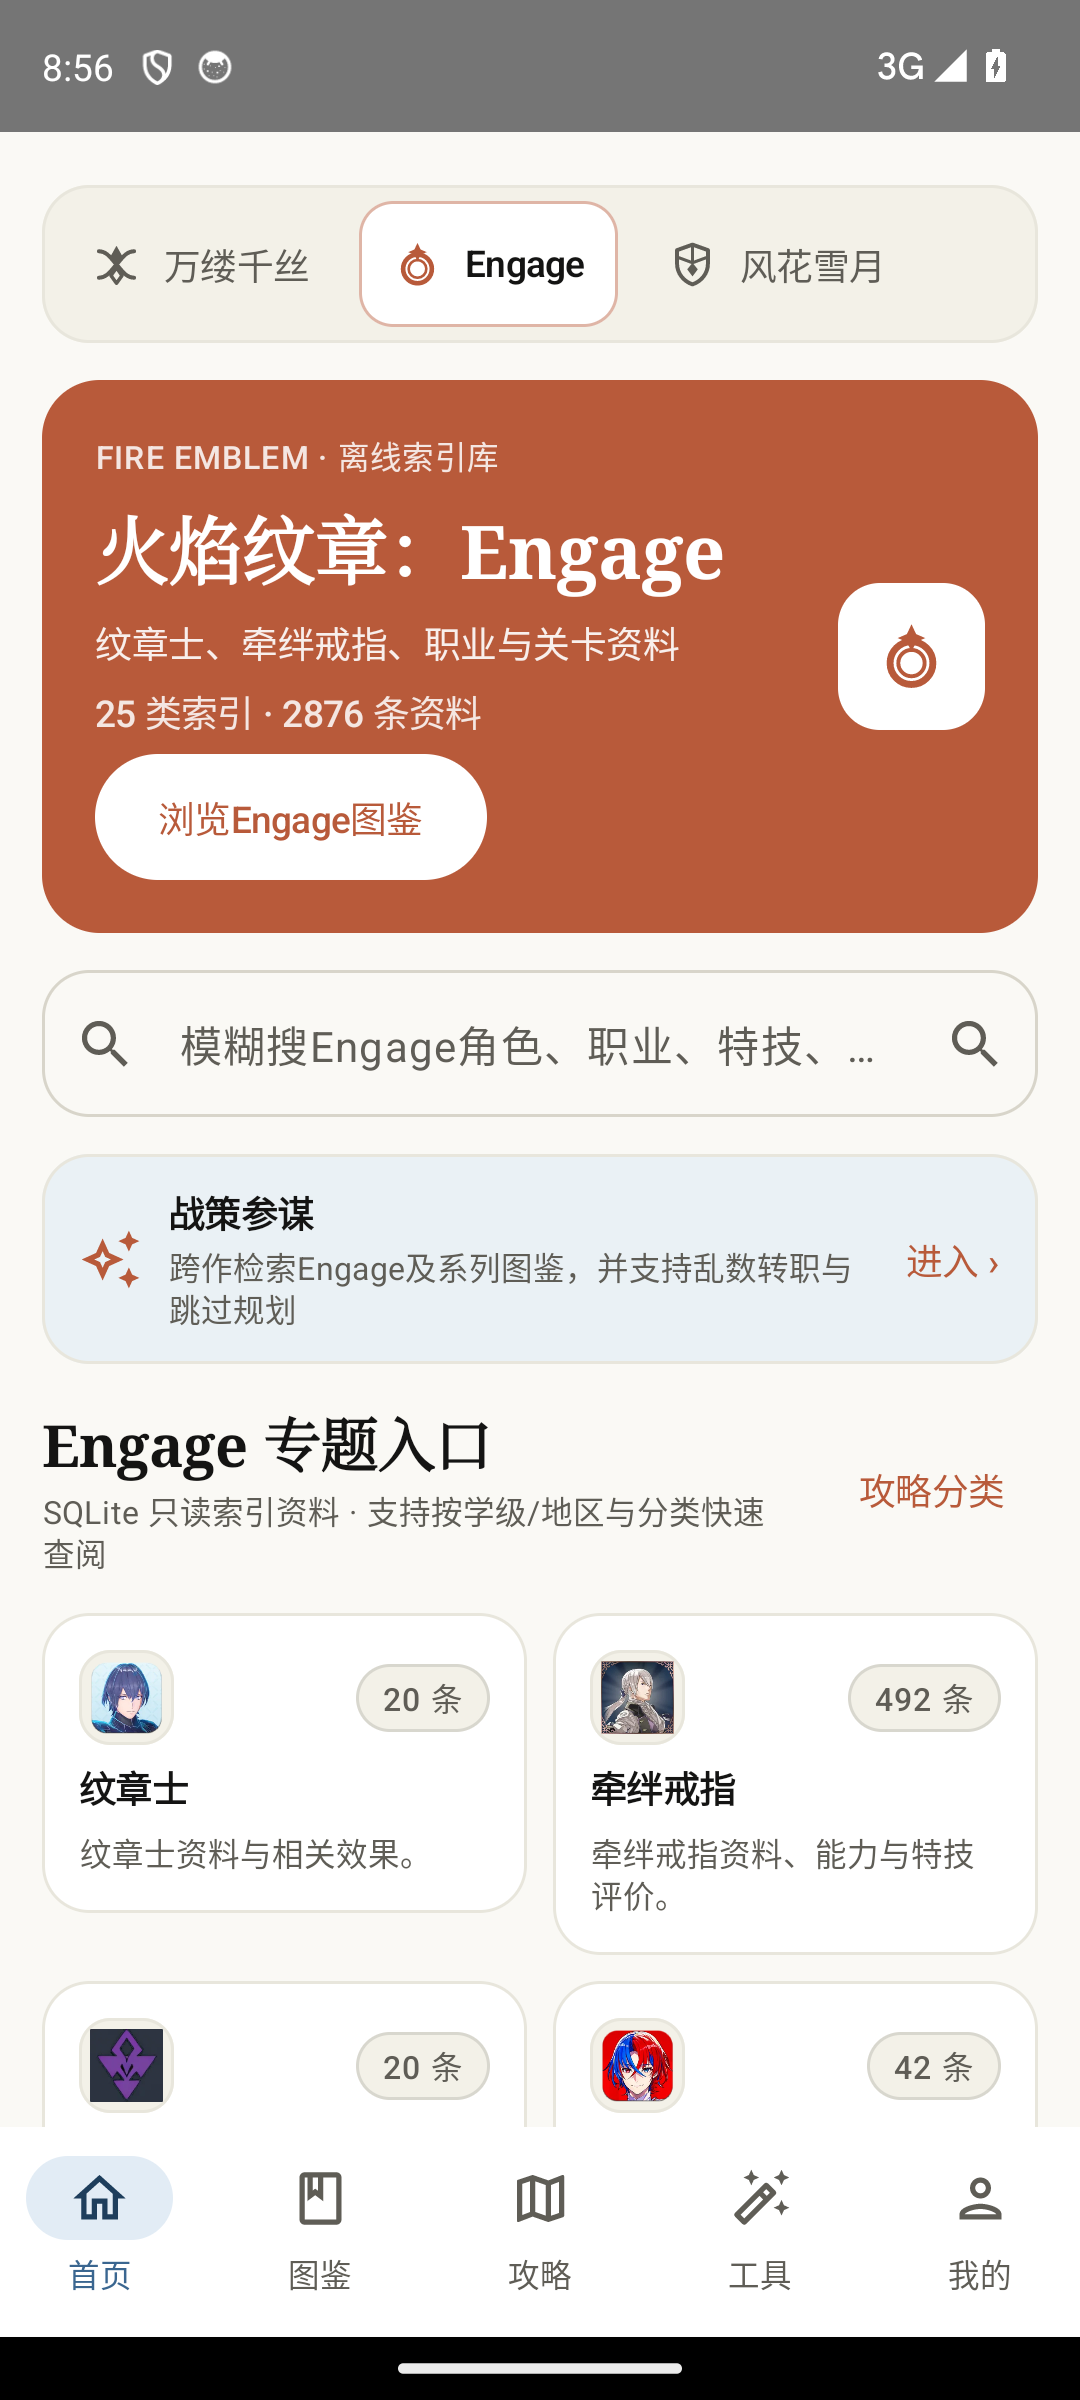 8:56
3G
万缕千丝
Engage
风花雪月
FIRE EMBLEM · 离线索引库
火焰纹章：Engage
纹章士、牵绊戒指、职业与关卡资料
25 类索引 · 2876 条资料
浏览Engage图鉴
模糊搜Engage角色、职业、特技、…
战策参谋
跨作检索Engage及系列图鉴，并支持乱数转职与
跳过规划
进入 ›
Engage 专题入口
SQLite 只读索引资料 · 支持按学级/地区与分类快速
查阅
攻略分类
20 条
纹章士
纹章士资料与相关效果。
492 条
牵绊戒指
牵绊戒指资料、能力与特技
评价。
20 条
42 条
首页
图鉴
攻略
工具
我的